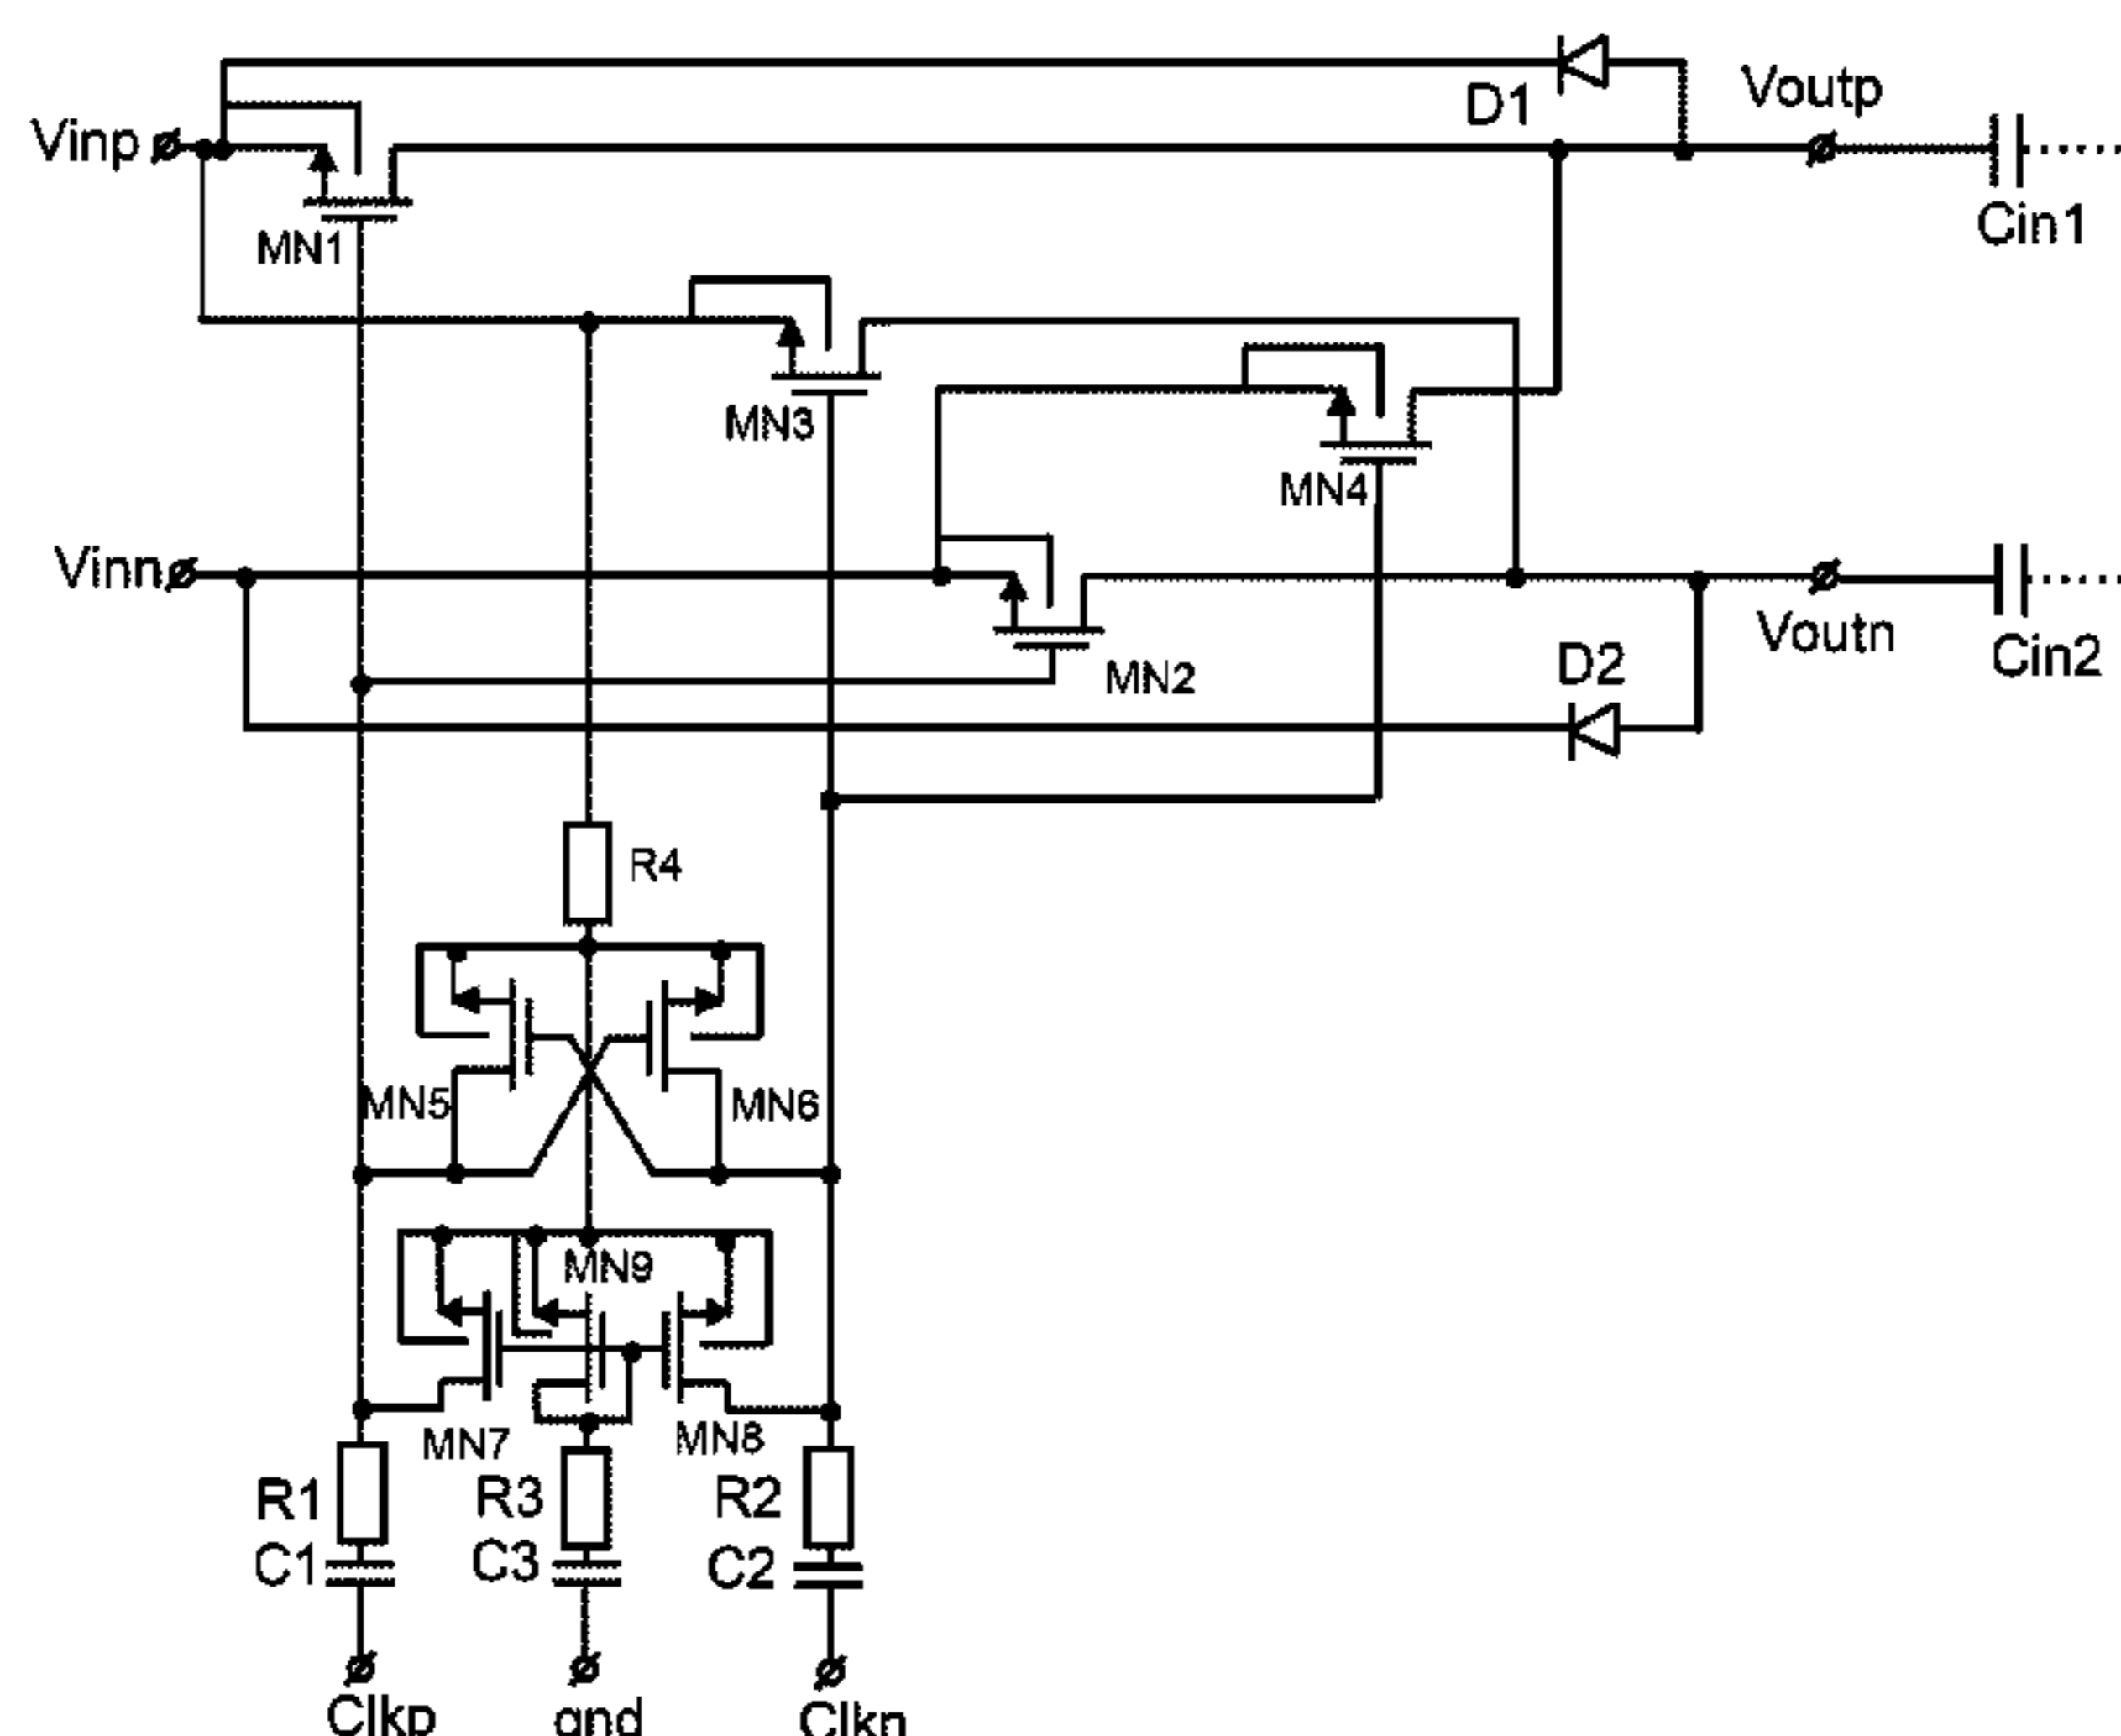 Voutp
D1
Vinp
Cin1
MN1
MN3
MN4
Vinn
Voutn
Cin2
D2
MN2
R4
MN5
MN6
MN9
MN7
MN8
R1
R3
R2
C1
C3
C2
Clkp
gnd
Clkn